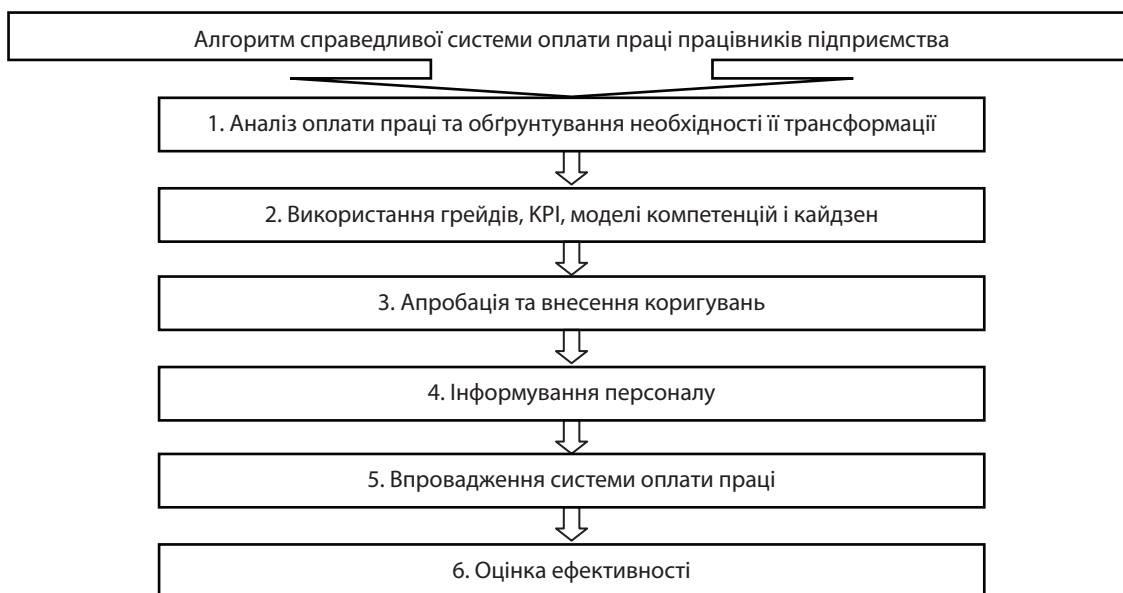 Алгоритм справедливої системи оплати праці працівників підприємства
1. Аналіз оплати праці та обґрунтування необхідності її трансформації
2. Використання грейдів, KPI, моделі компетенцій і кайдзен
3. Апробація та внесення коригувань
4. Інформування персоналу
5. Впровадження системи оплати праці
6. Оцінка ефективності